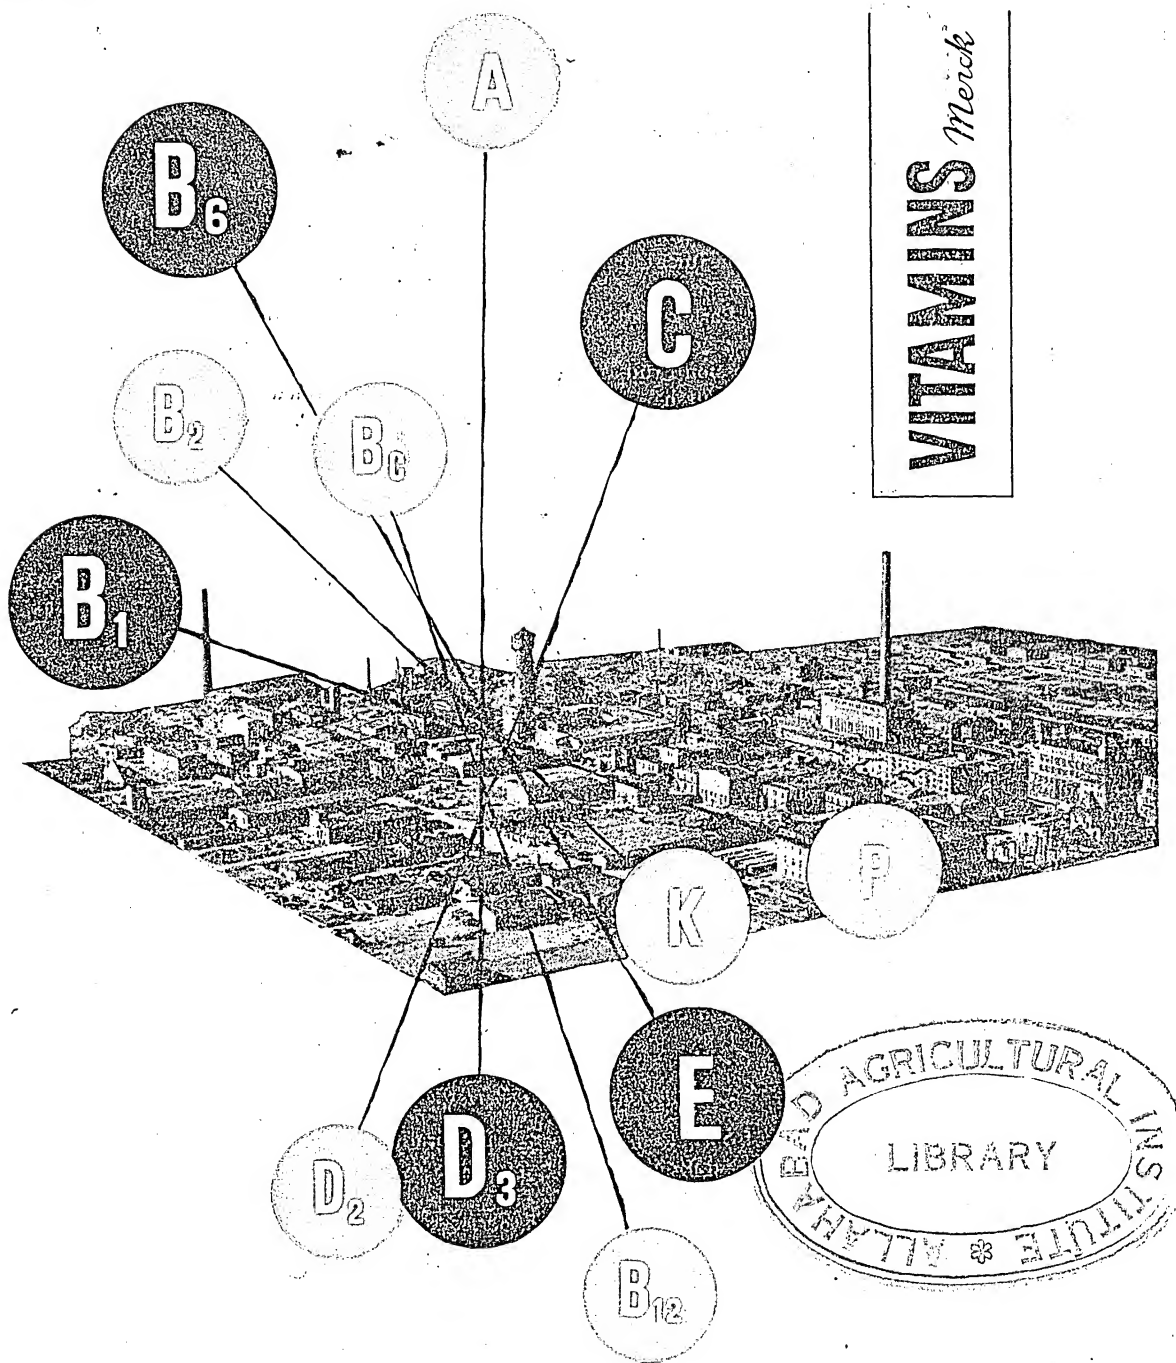 A
VITAMINS Merck
B6
C
B2
Bc
B1
P
K
E
D3
D2
B12
ALLAHABAD AGRICULTURAL INSTITUTE *
LIBRARY